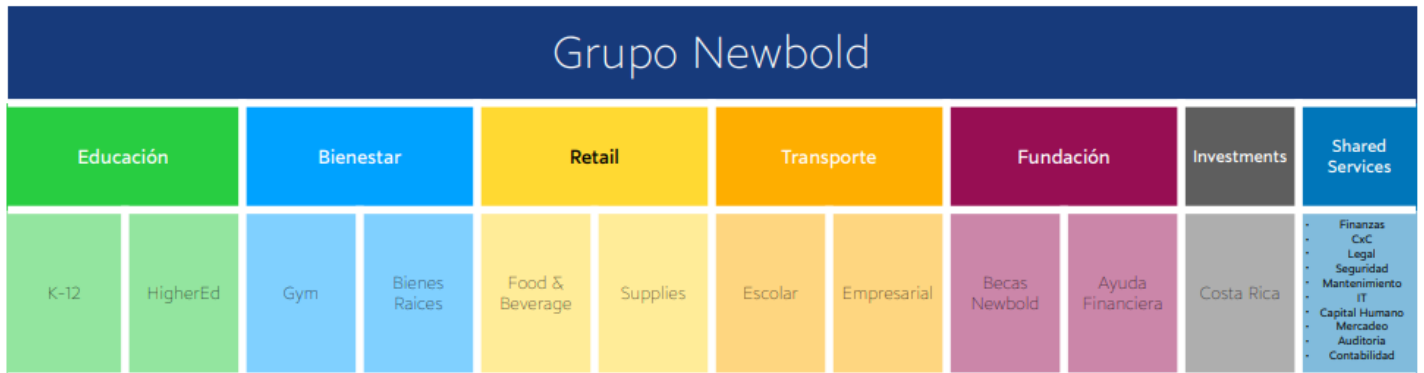 Grupo Newbold
Educación
Bienestar
Retail
Transporte
Fundación
Investments
Shared
Services
K-12
HigherEd
Gym
Bienes
Raices
Food &
Beverage
Supplies
Escolar
Empresarial
Becas
Newbold
Ayuda
Financiera
Costa Rica
· Finanzas
· CxC
· Legal
· Seguridad
· Mantenimiento
· IT
· Capital Humano
· Mercadeo
· Auditoria
· Contabilidad